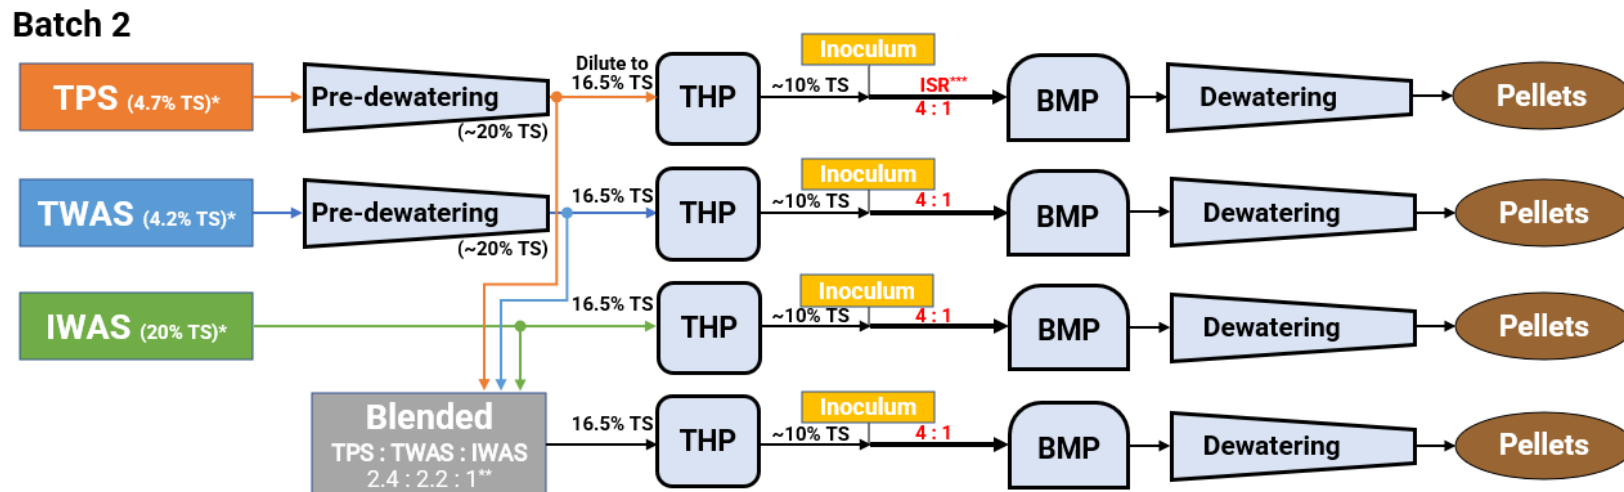 Batch 2
TPS (4.7% TS)*
Pre-dewatering
(~20% TS)
Dilute to
16.5% TS
THP
~10% TS
Inoculum
ISR***
4 : 1
BMP
Dewatering
Pellets
TWAS (4.2% TS)*
Pre-dewatering
(~20% TS)
16.5% TS
THP
~10% TS
Inoculum
4 : 1
BMP
Dewatering
Pellets
IWAS (20% TS)*
16.5% TS
THP
~10% TS
Inoculum
4 : 1
BMP
Dewatering
Pellets
Blended
TPS : TWAS : IWAS
2.4 : 2.2 : 1**
16.5% TS
THP
~10% TS
Inoculum
4 : 1
BMP
Dewatering
Pellets